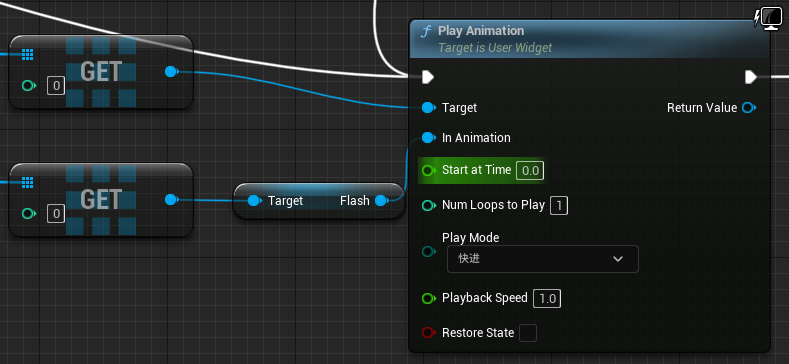 Play Animation
Target is User Widget
GET
0
Target
Return Value
In Animation
Start at Time 0.0
GET
0
Target Flash
Num Loops to Play 1
Play Mode
快进
Playback Speed 1.0
Restore State